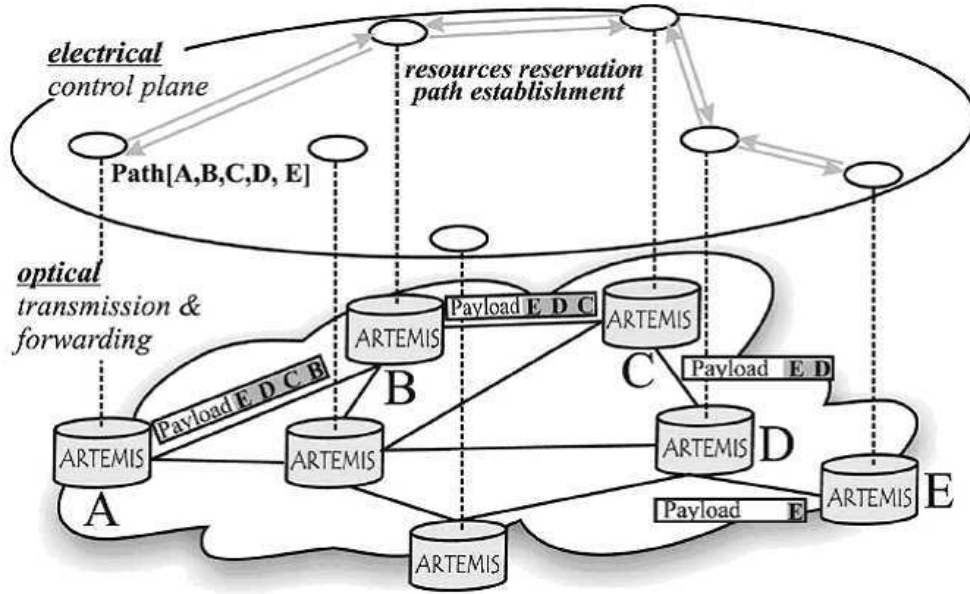 electrical
control plane
resources reservation
path establishment
Path[A,B,C,D, E]
optical
transmission &
forwarding
Payload E D C
ARTEMIS
ARTEMIS
B
C
Payload E D
Payload E D C B
ARTEMIS
ARTEMIS
ARTEMIS
D
A
ARTEMIS
E
Payload E
ARTEMIS